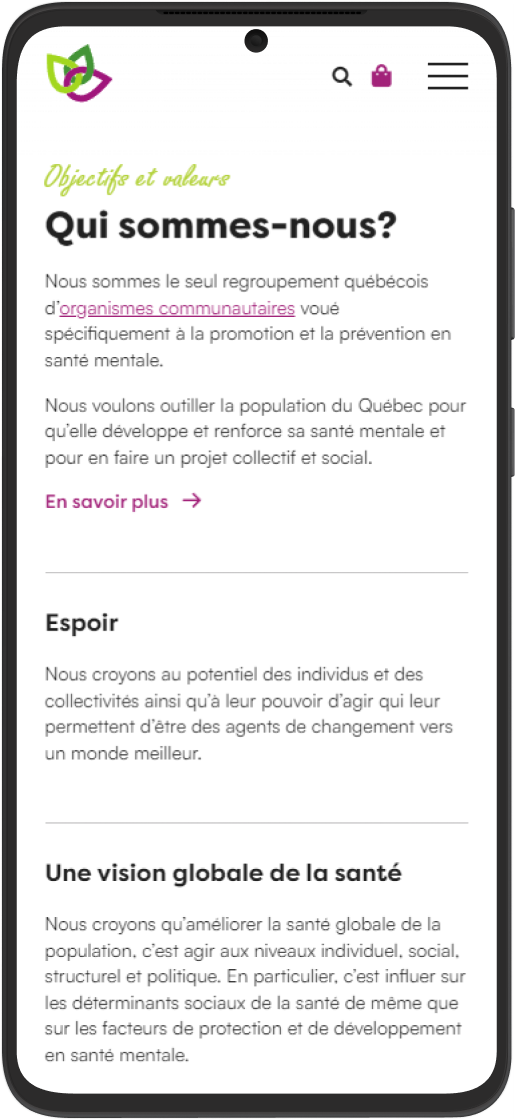 Objectifs et valeurs
Qui sommes-nous?
Nous sommes le seul regroupement québécois
d'organismes communautaires voué
spécifiquement à la promotion et la prévention en
santé mentale.
Nous voulons outiller la population du Québec pour
qu'elle développe et renforce sa santé mentale et
pour en faire un projet collectif et social.
En savoir plus →
Espoir
Nous croyons au potentiel des individus et des
collectivités ainsi qu'à leur pouvoir d'agir qui leur
permettent d'être des agents de changement vers
un monde meilleur.
Une vision globale de la santé
Nous croyons qu'améliorer la santé globale de la
population, c'est agir aux niveaux individuel, social,
structurel et politique. En particulier, c'est influer sur
les déterminants sociaux de la santé de même que
sur les facteurs de protection et de développement
en santé mentale.